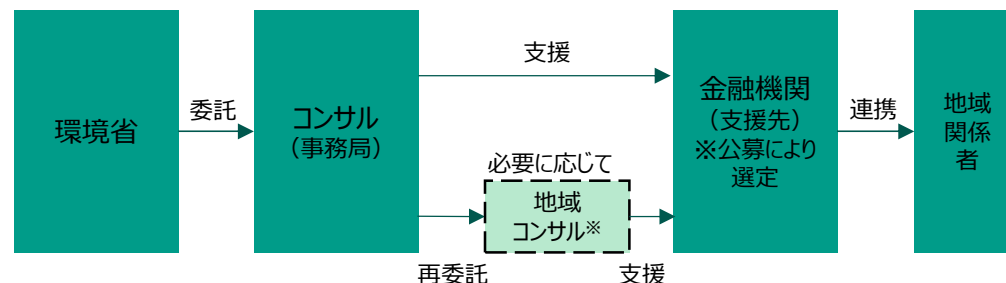 環境省
委託
コンサル
（事務局）
支援
必要に応じて
地域
コンサル※
再委託
支援
金融機関
（支援先）
※公募により
選定
連携
地域
関係
者